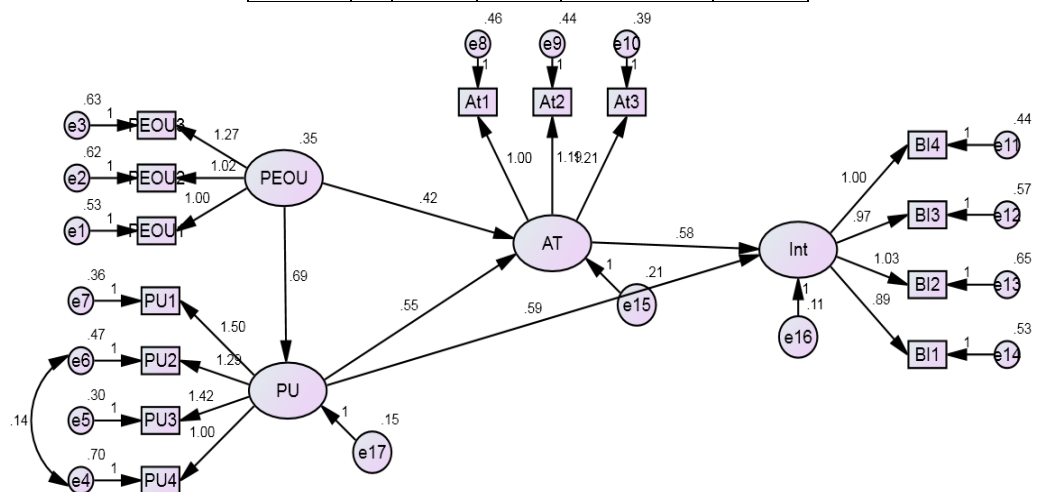 .46 .44 .39
e8 e9 e10
1 1 1
At1 At2 At3
.63
e3 1 PEOU3
1.27
.62
e2 1 PEOU2
1.02
.53
e1 1 PEOU1
1.00
.35
PEOU
.42
.69
1.00 1.19 1.21
AT
.58
.21
1
e15
.55
.59
Int
1
.11
e16
1.00
.97
1.03
.89
BI4 1 e11 .44
BI3 1 e12 .57
BI2 1 e13 .65
BI1 1 e14 .53
.36
e7 1 PU1
1.50
.47
e6 1 PU2
1.29
.30
e5 1 PU3
1.42
.14
.70
e4 1 PU4
1.00
PU
1
.15
e17